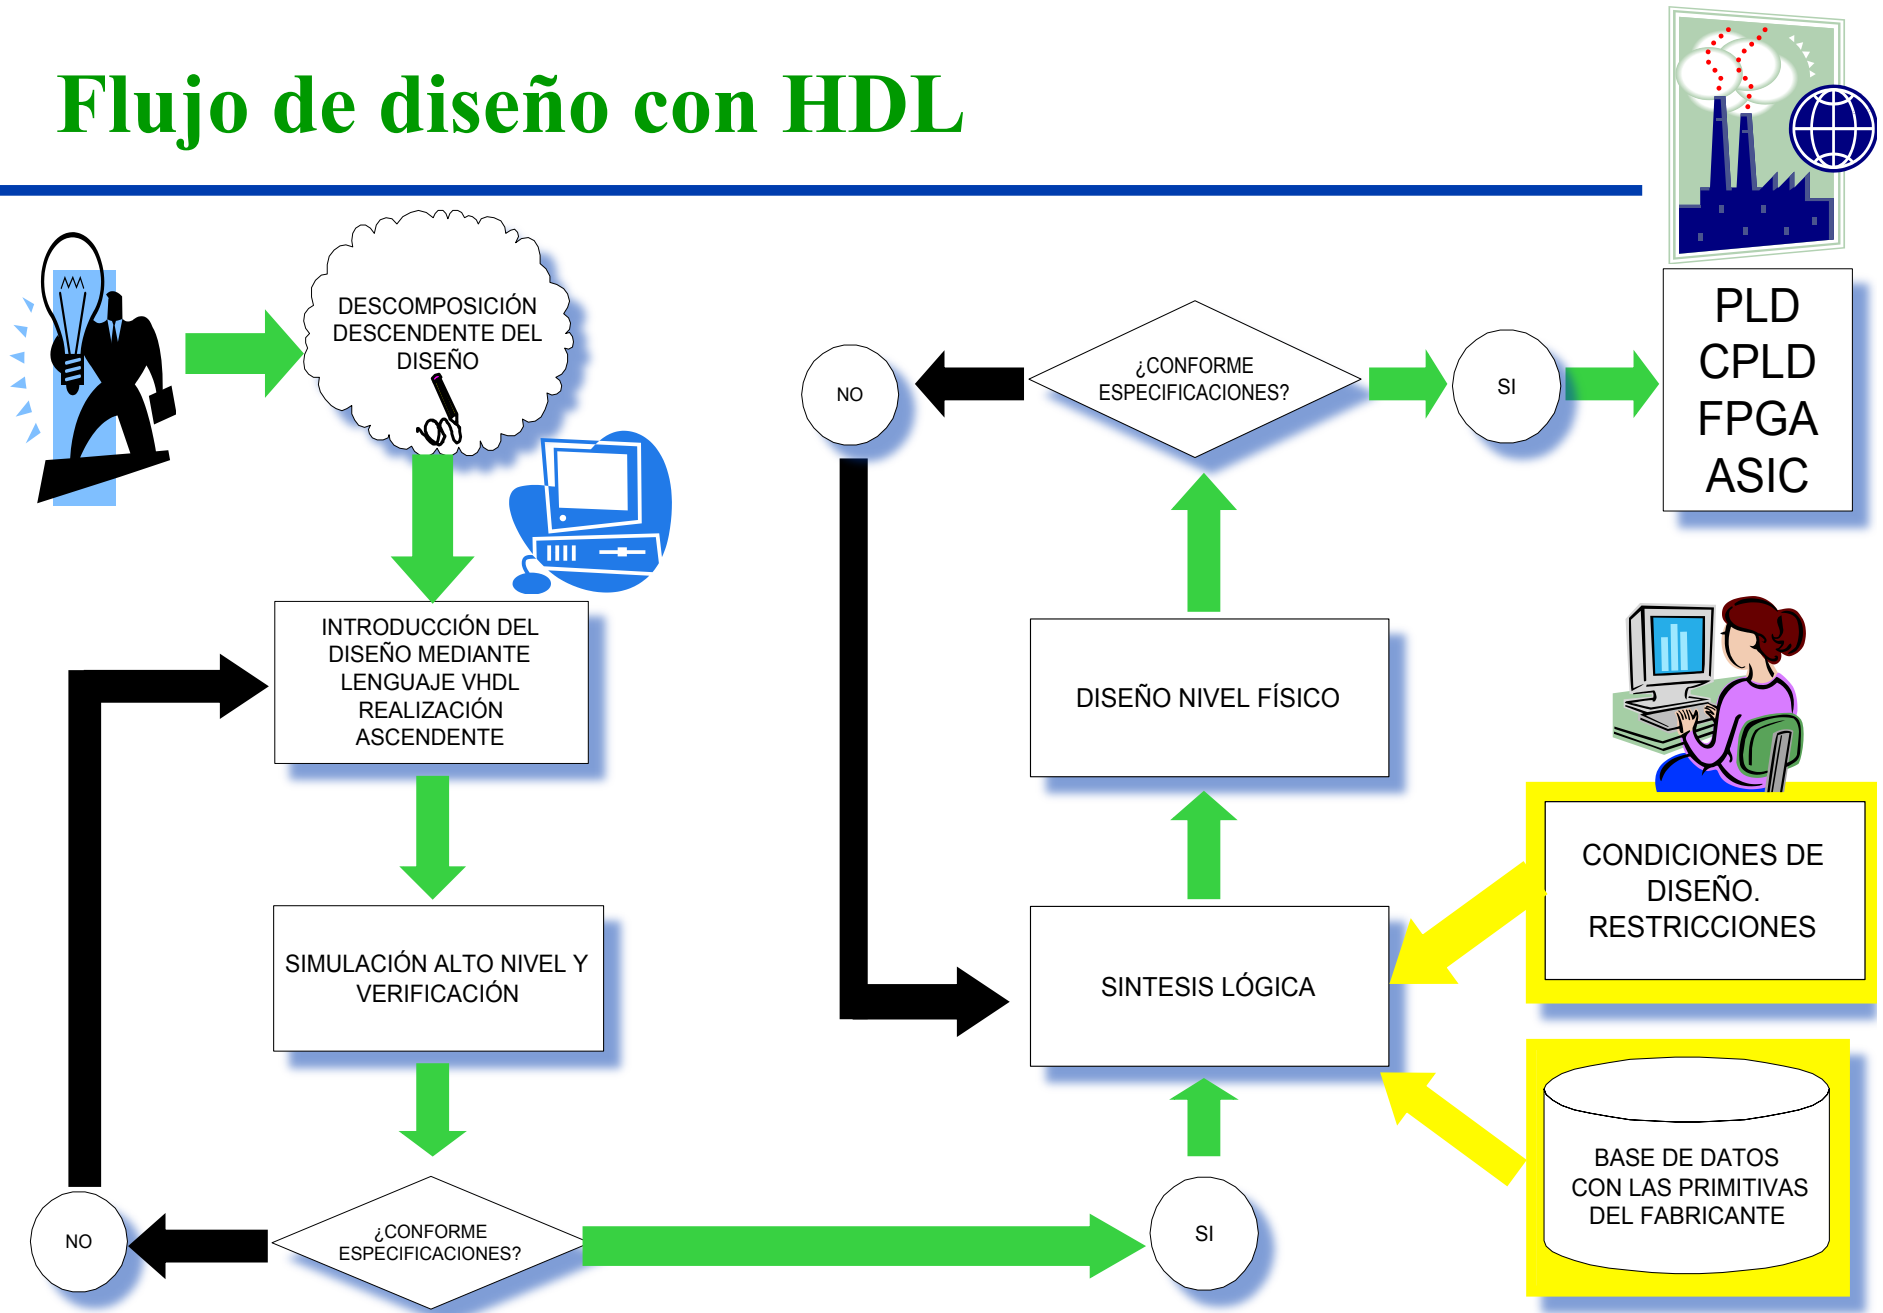 Flujo de diseño con HDL
DESCOMPOSICIÓN
DESCENDENTE DEL
DISEÑO
INTRODUCCIÓN DEL
DISEÑO MEDIANTE
LENGUAJE VHDL
REALIZACIÓN
ASCENDENTE
SIMULACIÓN ALTO NIVEL Y
VERIFICACIÓN
¿CONFORME
ESPECIFICACIONES?
NO
SI
SINTESIS LÓGICA
CONDICIONES DE
DISEÑO.
RESTRICCIONES
BASE DE DATOS
CON LAS PRIMITIVAS
DEL FABRICANTE
DISEÑO NIVEL FÍSICO
¿CONFORME
ESPECIFICACIONES?
NO
SI
PLD
CPLD
FPGA
ASIC